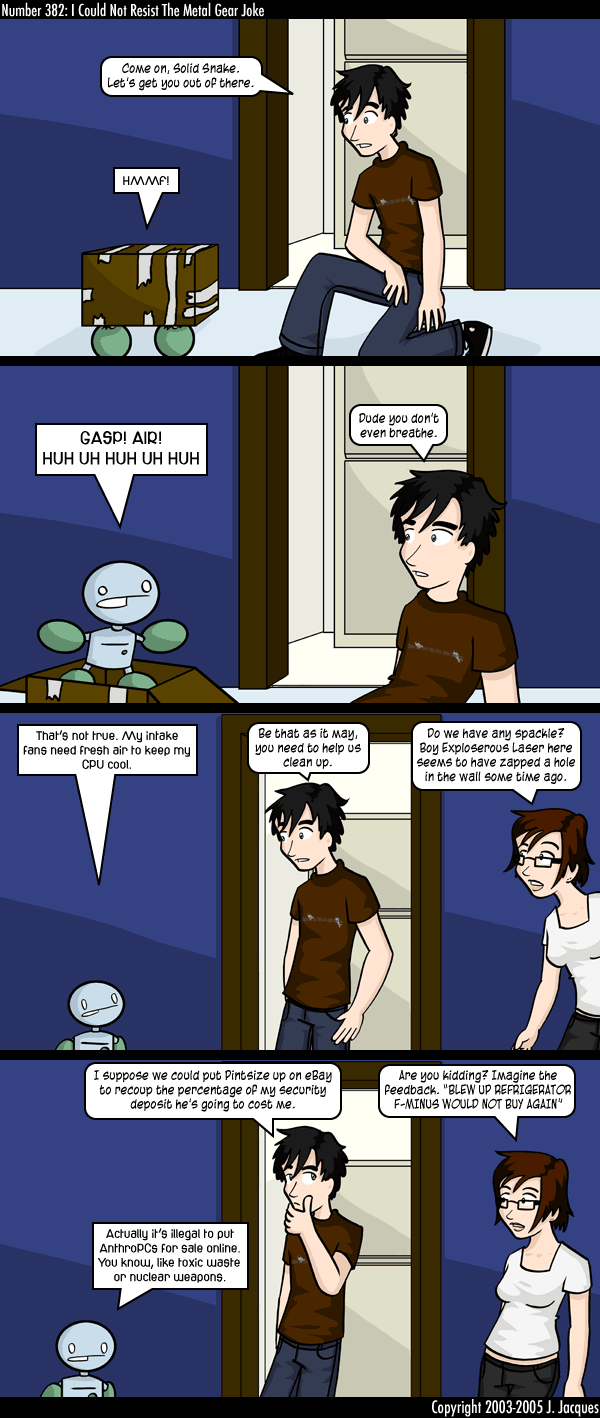 Number 382: I Could Not Resist The Metal Gear Joke
Come on, Solid Snake.
Let's get you out of there.
HMMF!
GASP! AIR!
HUH UH HUH UH HUH
Dude you don't
even breathe.
That's not true. My intake
fans need fresh air to keep my
CPU cool.
Be that as it may,
you need to help us
clean up.
Do we have any spackle?
Boy Exploserous Laser here
seems to have zapped a hole
in the wall some time ago.
I suppose we could put Pintsize up on eBay
to recoup the percentage of my security
deposit he's going to cost me.
Are you kidding? Imagine the
feedback. "BLEW UP REFRIGERATOR
F-MINUS WOULD NOT BUY AGAIN"
Actually it's illegal to put
AnthroPCs for sale online.
You know, like toxic waste
or nuclear weapons.
Copyright 2003-2005 J. Jacques